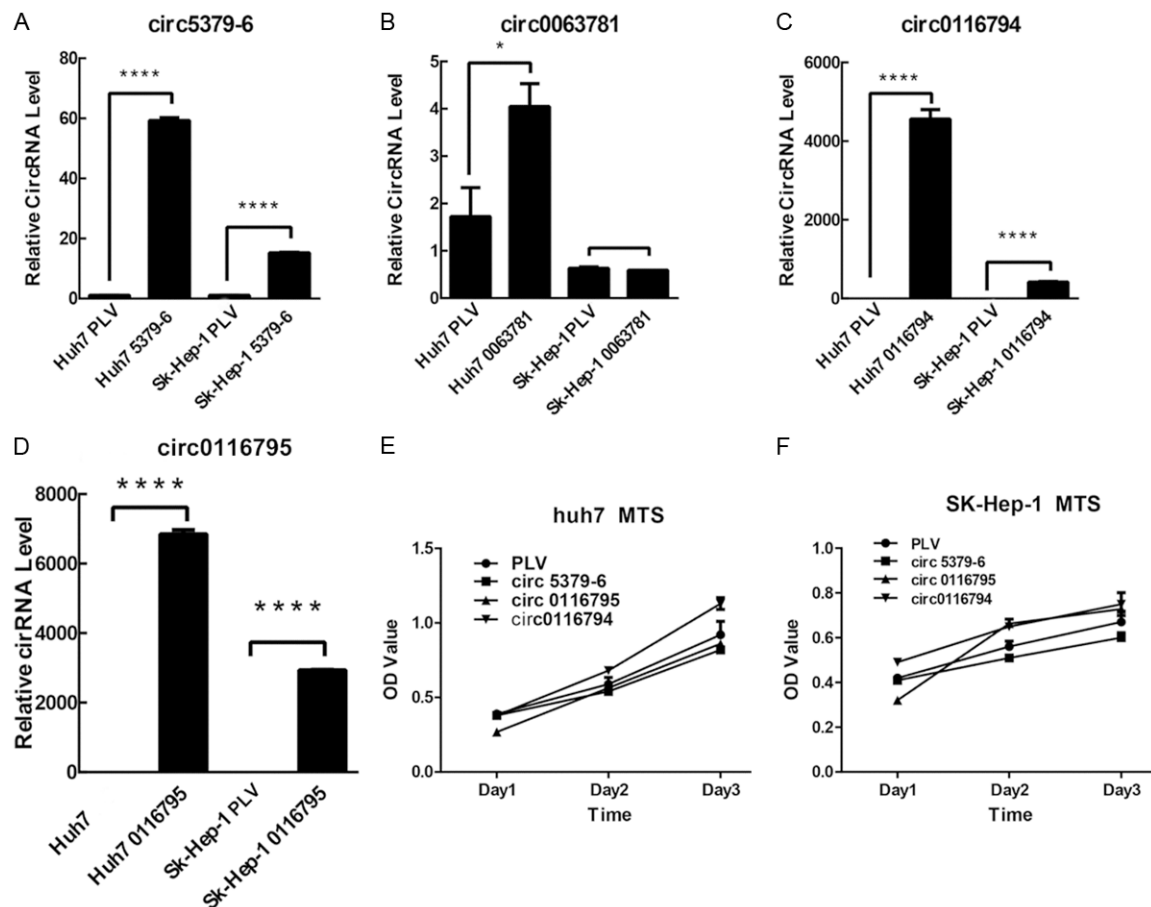 A
circ5379-6
Relative CircRNA Level
80
60
40
20
0
****
****
Huh7 PLV
Huh7 5379-6
Sk-Hep-1 PLV
Sk-Hep-1 5379-6
B
circ0063781
Relative CircRNA Level
5
4
3
2
1
0
*
Huh7 PLV
Huh7 0063781
Sk-Hep-1PLV
Sk-Hep-1 0063781
C
circ0116794
Relative CircRNA Level
6000
4000
2000
0
****
****
Huh7 PLV
Huh7 0116794
Sk-Hep-1 PLV
Sk-Hep-1 0116794
D
circ0116795
Relative cirRNA Level
8000
6000
4000
2000
0
****
****
Huh7
Huh7 0116795
Sk-Hep-1 PLV
Sk-Hep-1 0116795
E
huh7 MTS
OD Value
1.5
1.0
0.5
0.0
PLV
circ 5379-6
circ 0116795
circ0116794
Day1
Day2
Day3
Time
F
SK-Hep-1 MTS
OD Value
1.0
0.8
0.6
0.4
0.2
0.0
PLV
circ 5379-6
circ 0116795
circ0116794
Day1
Day2
Day3
Time